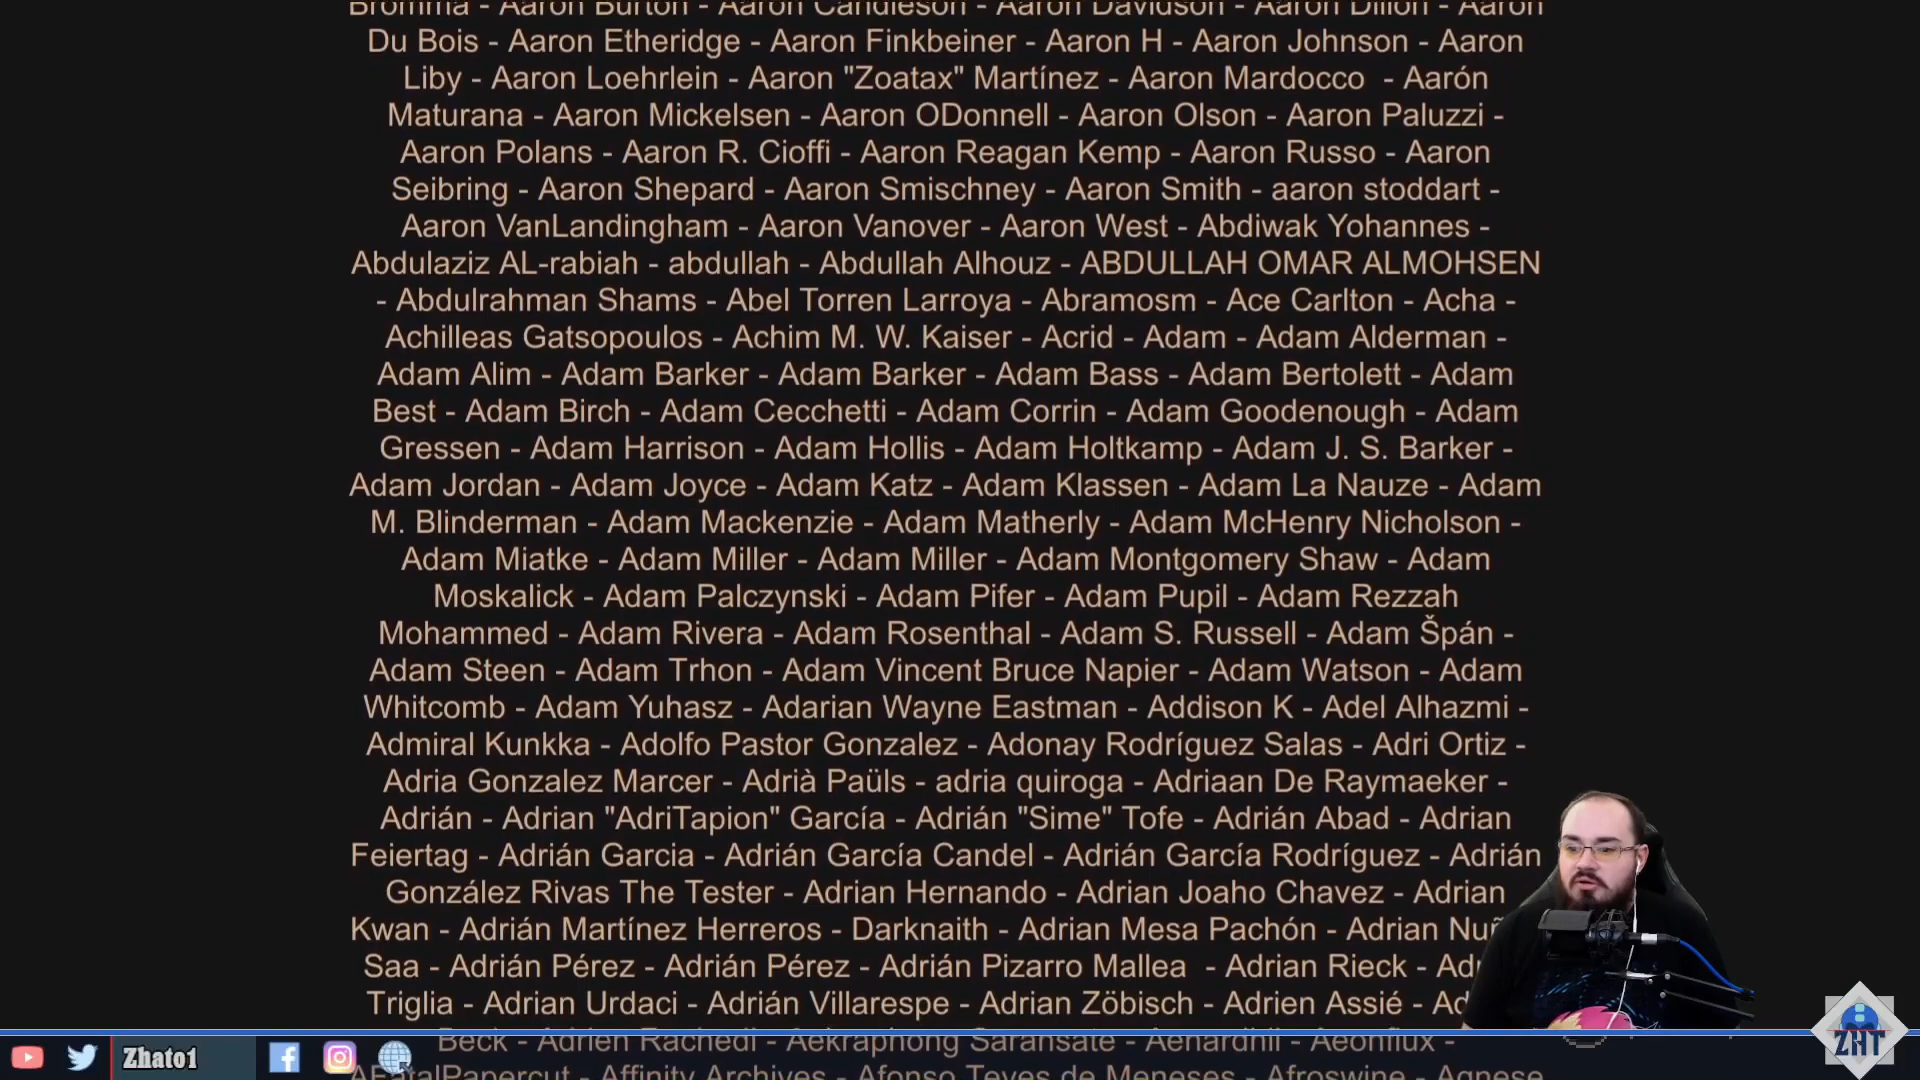 Bromma - Aaron Burton - Aaron Candleson - Aaron Davidson - Aaron Dillon - Aaron
Du Bois - Aaron Etheridge - Aaron Finkbeiner - Aaron H - Aaron Johnson - Aaron
Liby - Aaron Loehrlein - Aaron "Zoatax" Martínez - Aaron Mardocco - Aarón
Maturana - Aaron Mickelsen - Aaron ODonnell - Aaron Olson - Aaron Paluzzi -
Aaron Polans - Aaron R. Cioffi - Aaron Reagan Kemp - Aaron Russo - Aaron
Seibring - Aaron Shepard - Aaron Smischney - Aaron Smith - aaron stoddart -
Aaron VanLandingham - Aaron Vanover - Aaron West - Abdiwak Yohannes -
Abdulaziz AL-rabiah - abdullah - Abdullah Alhouz - ABDULLAH OMAR ALMOHSEN
- Abdulrahman Shams - Abel Torren Larroya - Abramosm - Ace Carlton - Acha -
Achilleas Gatsopoulos - Achim M. W. Kaiser - Acrid - Adam - Adam Alderman -
Adam Alim - Adam Barker - Adam Barker - Adam Bass - Adam Bertolett - Adam
Best - Adam Birch - Adam Cecchetti - Adam Corrin - Adam Goodenough - Adam
Gressen - Adam Harrison - Adam Hollis - Adam Holtkamp - Adam J. S. Barker -
Adam Jordan - Adam Joyce - Adam Katz - Adam Klassen - Adam La Nauze - Adam
M. Blinderman - Adam Mackenzie - Adam Matherly - Adam McHenry Nicholson -
Adam Miatke - Adam Miller - Adam Miller - Adam Montgomery Shaw - Adam
Moskalick - Adam Palczynski - Adam Pifer - Adam Pupil - Adam Rezzah
Mohammed - Adam Rivera - Adam Rosenthal - Adam S. Russell - Adam Špán -
Adam Steen - Adam Trhon - Adam Vincent Bruce Napier - Adam Watson - Adam
Whitcomb - Adam Yuhasz - Adarian Wayne Eastman - Addison K - Adel Alhazmi -
Admiral Kunkka - Adolfo Pastor Gonzalez - Adonay Rodríguez Salas - Adri Ortiz -
Adria Gonzalez Marcer - Adrià Paüls - adria quiroga - Adriaan De Raymaeker -
Adrián - Adrian "AdriTapion" García - Adrián "Sime" Tofe - Adrián Abad - Adrian
Feiertag - Adrián Garcia - Adrián García Candel - Adrián García Rodríguez - Adrián
González Rivas The Tester - Adrian Hernando - Adrian Joaho Chavez - Adrian
Kwan - Adrián Martínez Herreros - Darknaith - Adrian Mesa Pachón - Adrian
Saa - Adrián Pérez - Adrián Pérez - Adrián Pizarro Mallea - Adrian Rieck -
Triglia - Adrian Urdaci - Adrián Villarespe - Adrian Zöbisch - Adrien Assié -
Beck - Adrien Rachedi - Aekraphong Saransate - - Aeonflux -
AFatalPapercut - Affinity Archives - Afonso Teves de Meneses - Afroswine - Agnese
Zhato1
ZHT